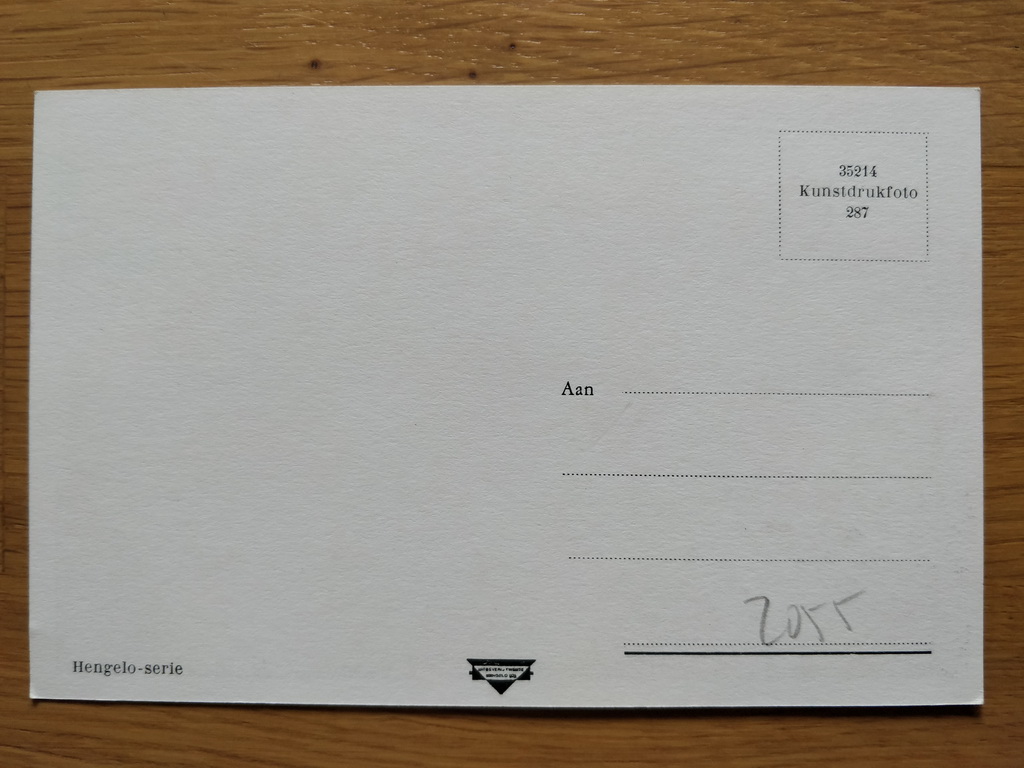 35214
Kunstdrukfoto
287
Aan
2055
Hengelo-serie